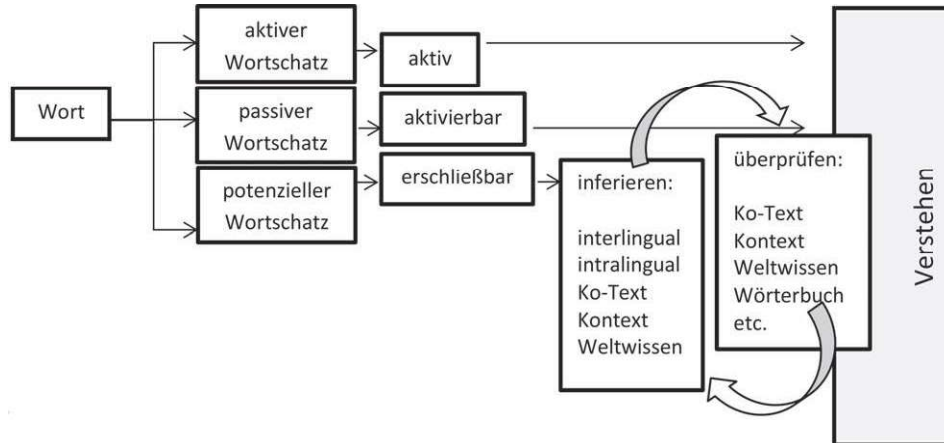 Wort
aktiver
Wortschatz
passiver
Wortschatz
potenzieller
Wortschatz
aktiv
aktivierbar
erschließbar
inferieren:
interlingual
intralingual
Ko-Text
Kontext
Weltwissen
überprüfen:
Ko-Text
Kontext
Weltwissen
Wörterbuch
etc.
Verstehen